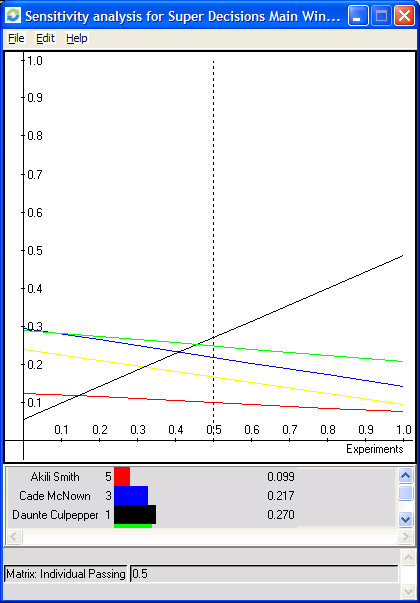 Sensitivity analysis for Super Decisions Main Win...
File Edit Help
1.0
0.9
0.8
0.7
0.6
0.5
0.4
0.3
0.2
0.1
0.1 0.2 0.3 0.4 0.5 0.6 0.7 0.8 0.9 1.0
Experiments
Akili Smith 5 0.099
Cade McNown 3 0.217
Daunte Culpepper 1 0.270
Matrix: Individual Passing 0.5